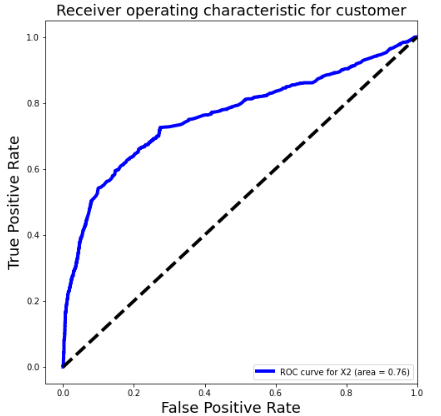 Receiver operating characteristic for customer
True Positive Rate
1.0
0.8
0.6
0.4
0.2
0.0
0.0 0.2 0.4 0.6 0.8 1.0
False Positive Rate
ROC curve for X2 (area = 0.76)